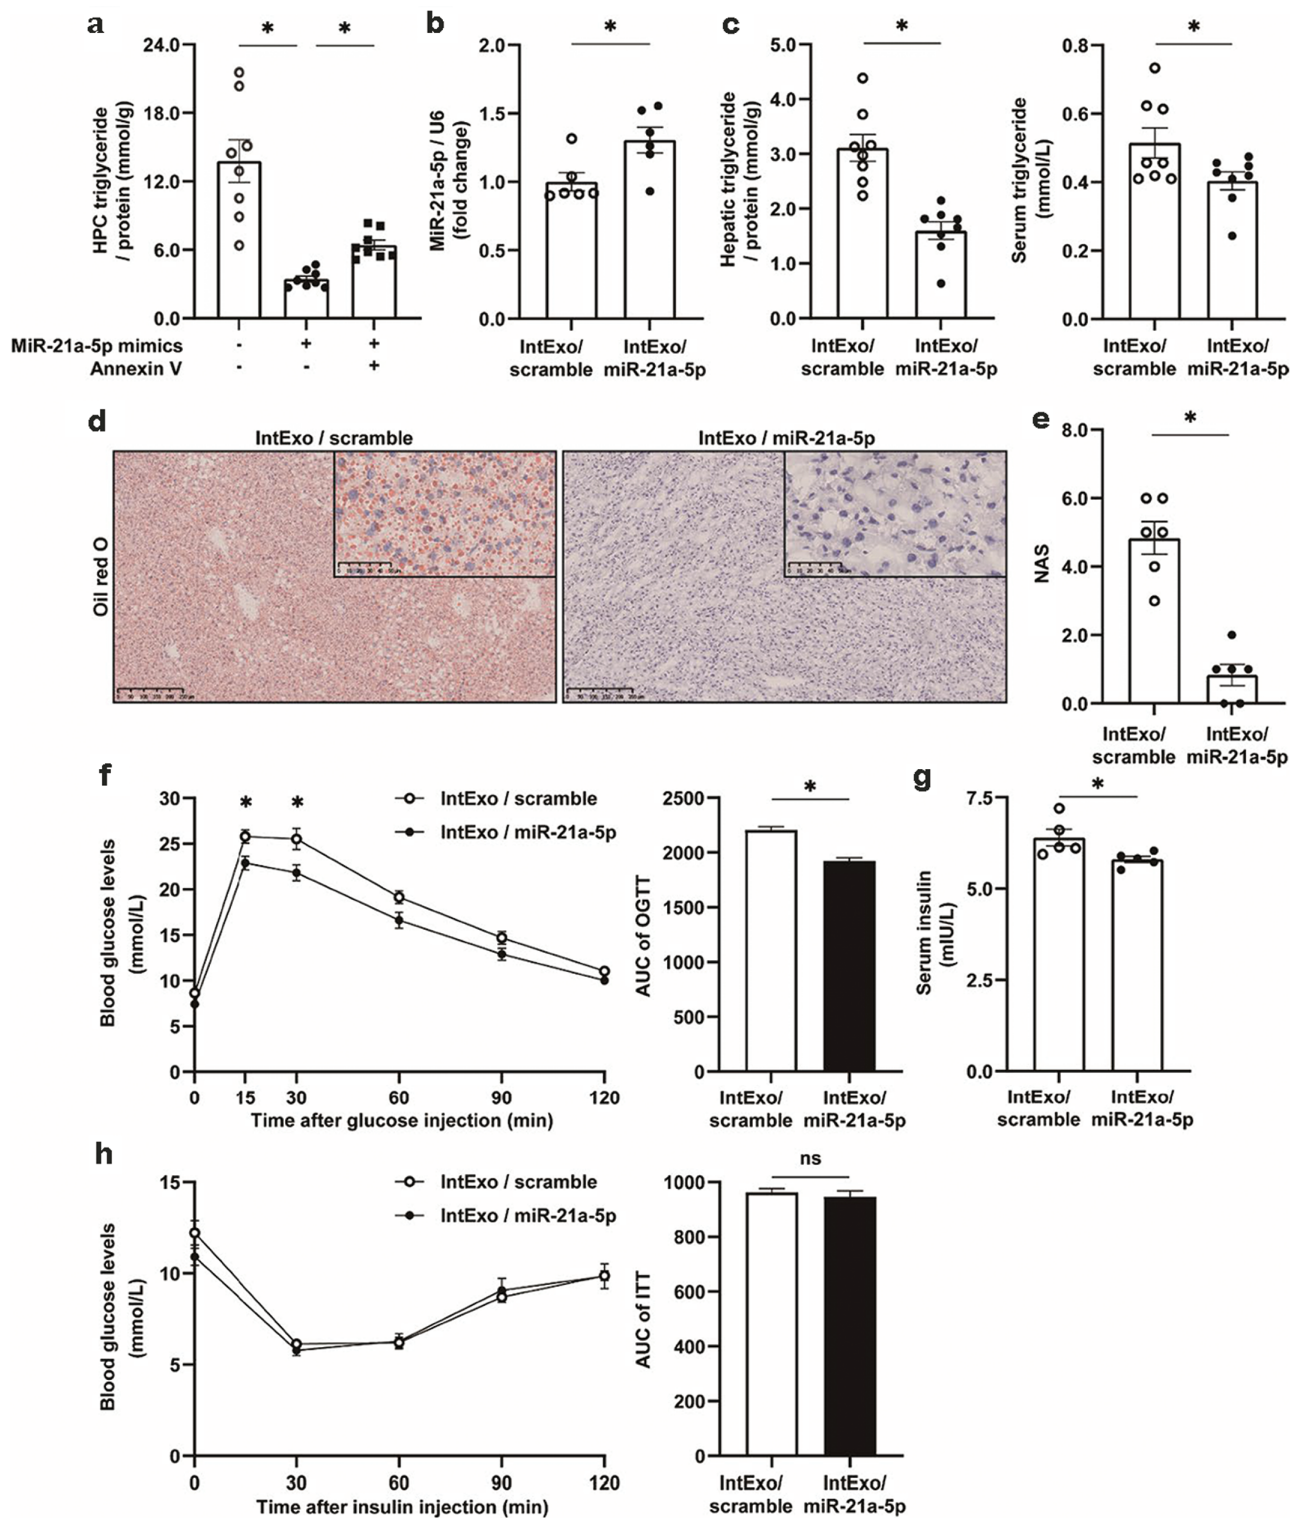 a
* *
HPC triglyceride
/ protein (mmol/g)
24.0
18.0
12.0
6.0
0.0
MiR-21a-5p mimics - + +
Annexin V - - +
b
*
MiR-21a-5p / U6
(fold change)
2.0
1.5
1.0
0.5
0.0
IntExo/ IntExo/
scramble miR-21a-5p
c
*
Hepatic triglyceride
/ protein (mmol/g)
5.0
4.0
3.0
2.0
1.0
0.0
IntExo/ IntExo/
scramble miR-21a-5p
*
Serum triglyceride
(mmol/L)
0.8
0.6
0.4
0.2
0.0
IntExo/ IntExo/
scramble miR-21a-5p
d
IntExo / scramble IntExo / miR-21a-5p
Oil red O
e
*
NAS
8.0
6.0
4.0
2.0
0.0
IntExo/ IntExo/
scramble miR-21a-5p
f
Blood glucose levels
(mmol/L)
30
25
20
15
10
5
0
* *
IntExo / scramble
IntExo / miR-21a-5p
0 15 30 60 90 120
Time after glucose injection (min)
*
AUC of OGTT
2500
2000
1500
1000
500
0
IntExo/ IntExo/
scramble miR-21a-5p
g
*
Serum insulin
(mIU/L)
7.5
5.0
2.5
0.0
IntExo/ IntExo/
scramble miR-21a-5p
h
Blood glucose levels
(mmol/L)
15
10
5
0
IntExo / scramble
IntExo / miR-21a-5p
0 30 60 90 120
Time after insulin injection (min)
ns
AUC of ITT
1000
800
600
400
200
0
IntExo/ IntExo/
scramble miR-21a-5p